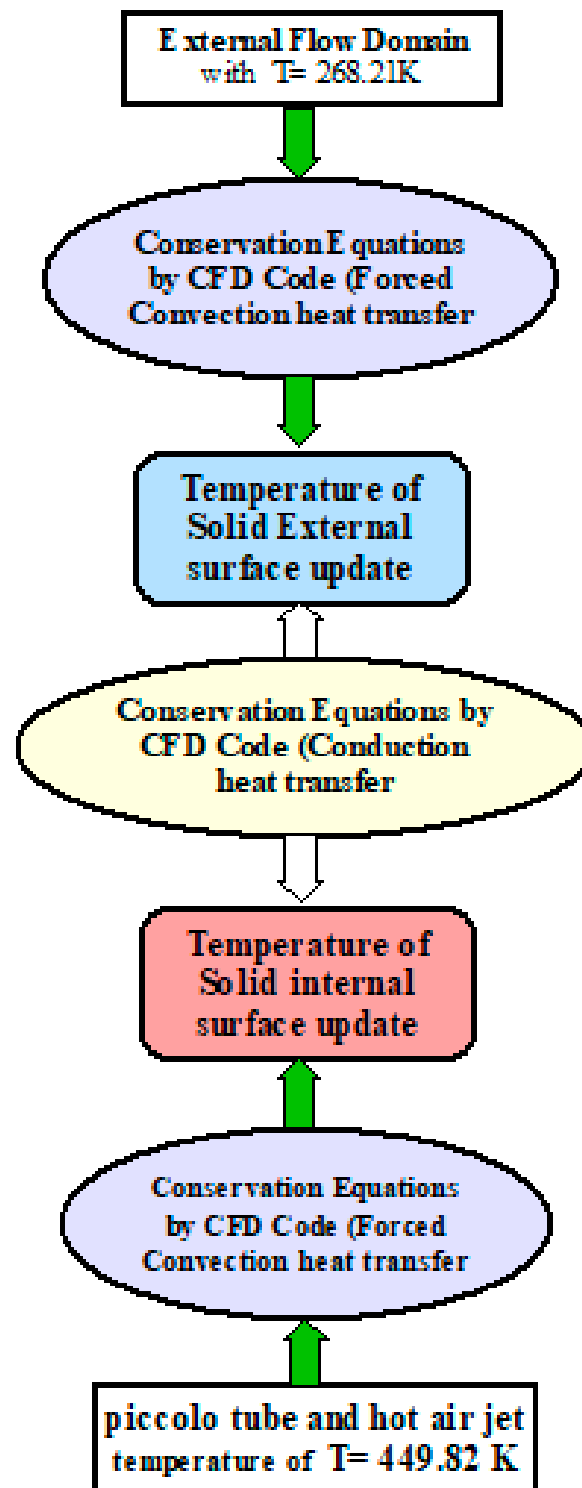 External Flow Domain
with T= 268.21K
Conservation Equations
by CFD Code (Forced
Convection heat transfer
Temperature of
Solid External
surface update
Conservation Equations by
CFD Code (Conduction
heat transfer
Temperature of
Solid internal
surface update
Conservation Equations
by CFD Code (Forced
Convection heat transfer
piccolo tube and hot air jet
temperature of T= 449.82 K